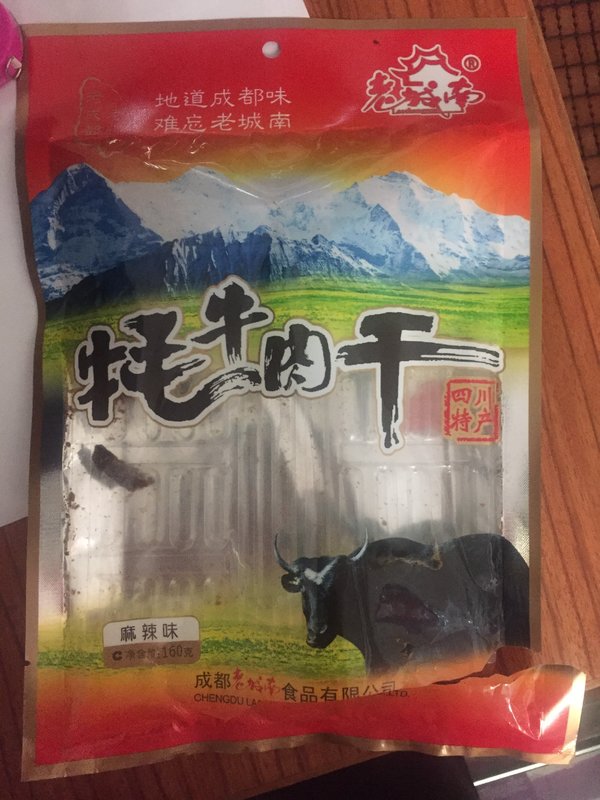 地道成都味
难忘老城南
老城南®
牦牛肉干
四川
特产
麻辣味
C 净含量:160克
成都老城南食品有限公司
CHENGDU